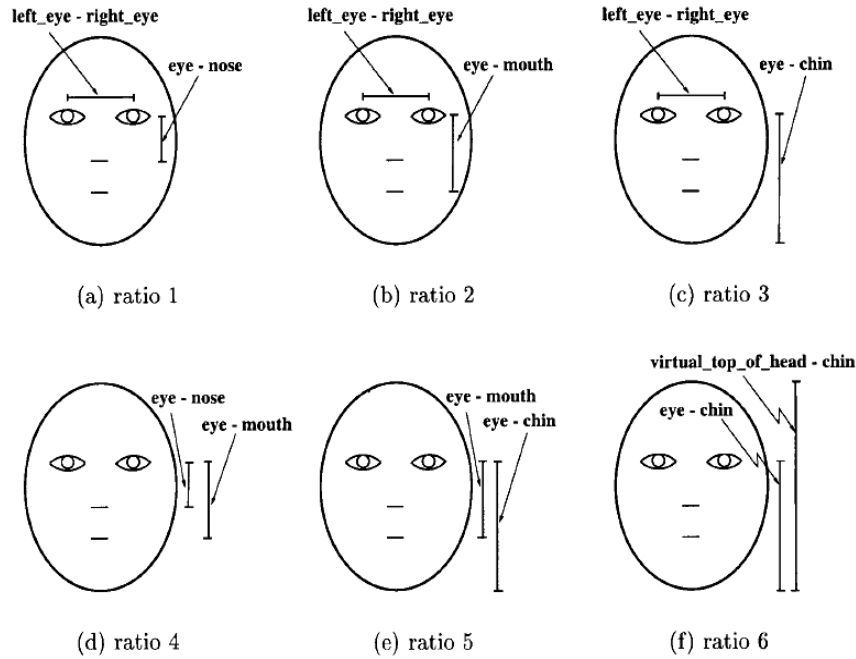 left_eye - right_eye
eye - nose
(a) ratio 1
left_eye - right_eye
eye - mouth
(b) ratio 2
left_eye - right_eye
eye - chin
(c) ratio 3
eye - nose
eye - mouth
(d) ratio 4
eye - mouth
eye - chin
(e) ratio 5
virtual_top_of_head - chin
eye - chin
(f) ratio 6